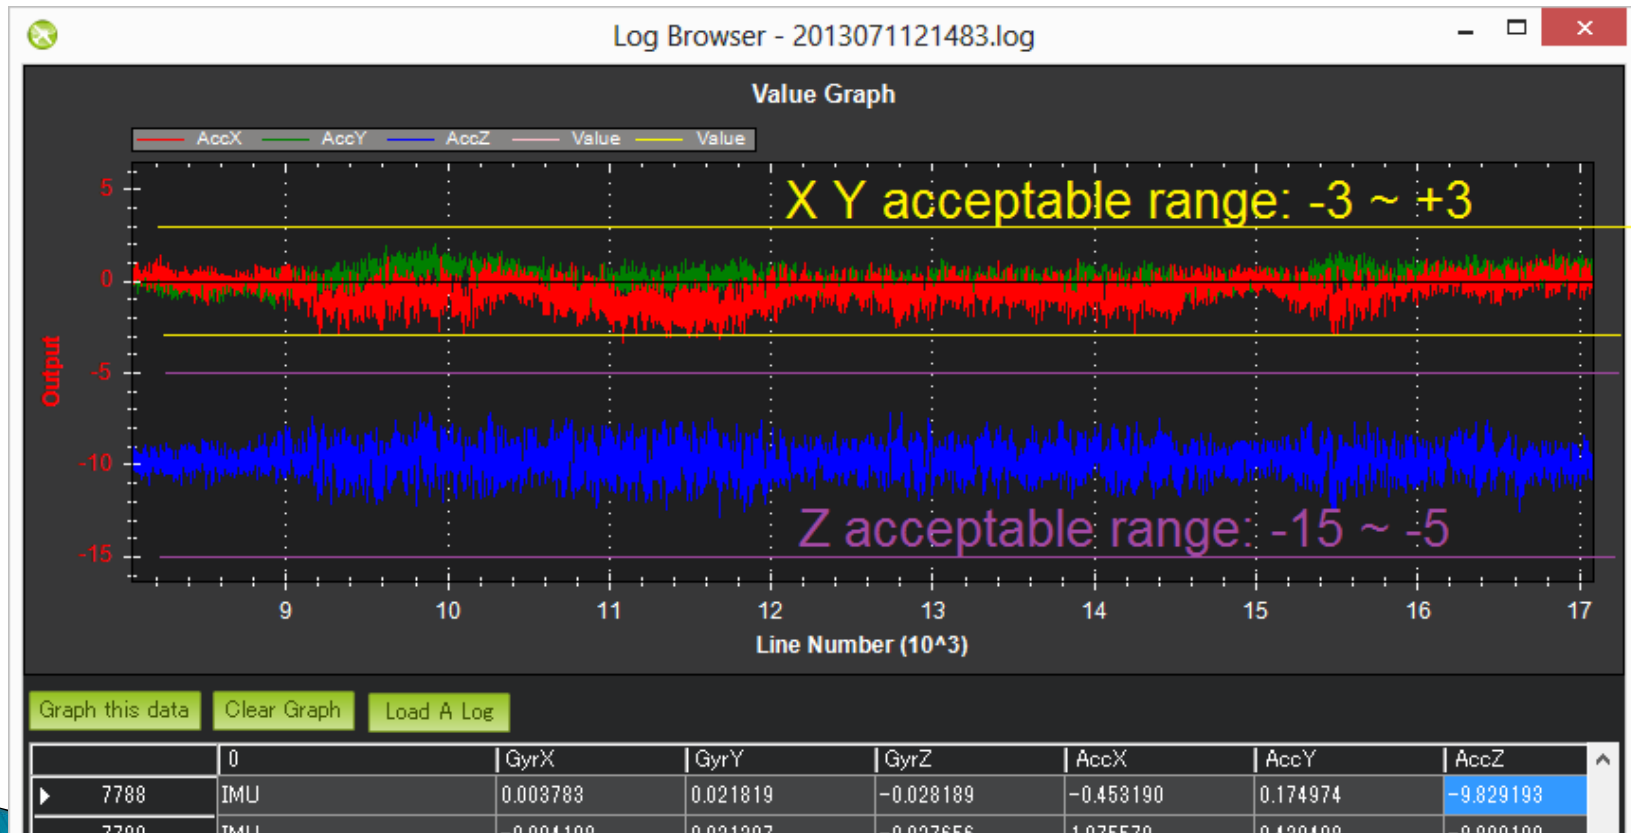 Log Browser - 2013071121483.log
Value Graph
AccX AccY AccZ Value Value
X Y acceptable range: -3 ~ +3
5
0
-5
-10
-15
Output
Z acceptable range: -15 ~ -5
9 10 11 12 13 14 15 16 17
Line Number (10^3)
Graph this data Clear Graph Load A Log
0 GyrX GyrY GyrZ AccX AccY AccZ
7788 IMU 0.003783 0.021819 -0.028189 -0.453190 0.174974 -9.829193
IMU